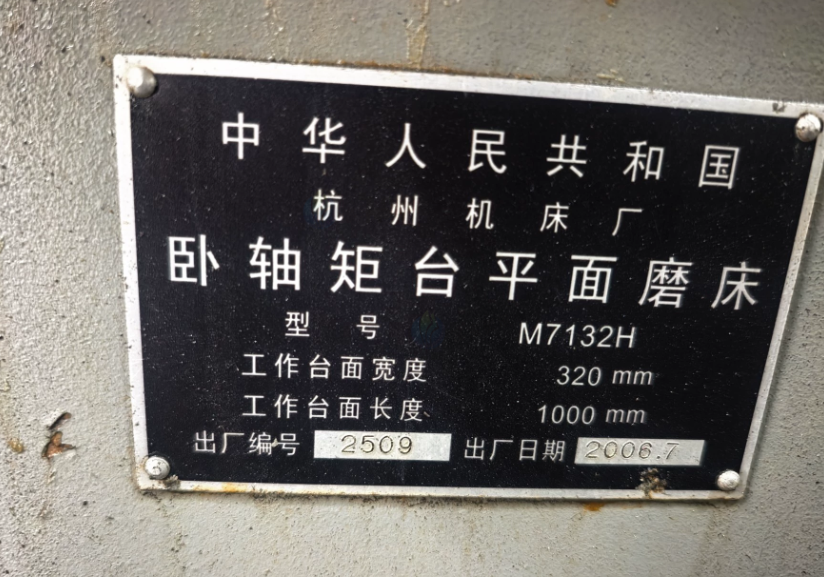 中华人民共和国
杭州机床厂
卧轴矩台平面磨床
型号 M7132H
工作台面宽度 320 mm
工作台面长度 1000 mm
出厂编号 2509 出厂日期 2006.7